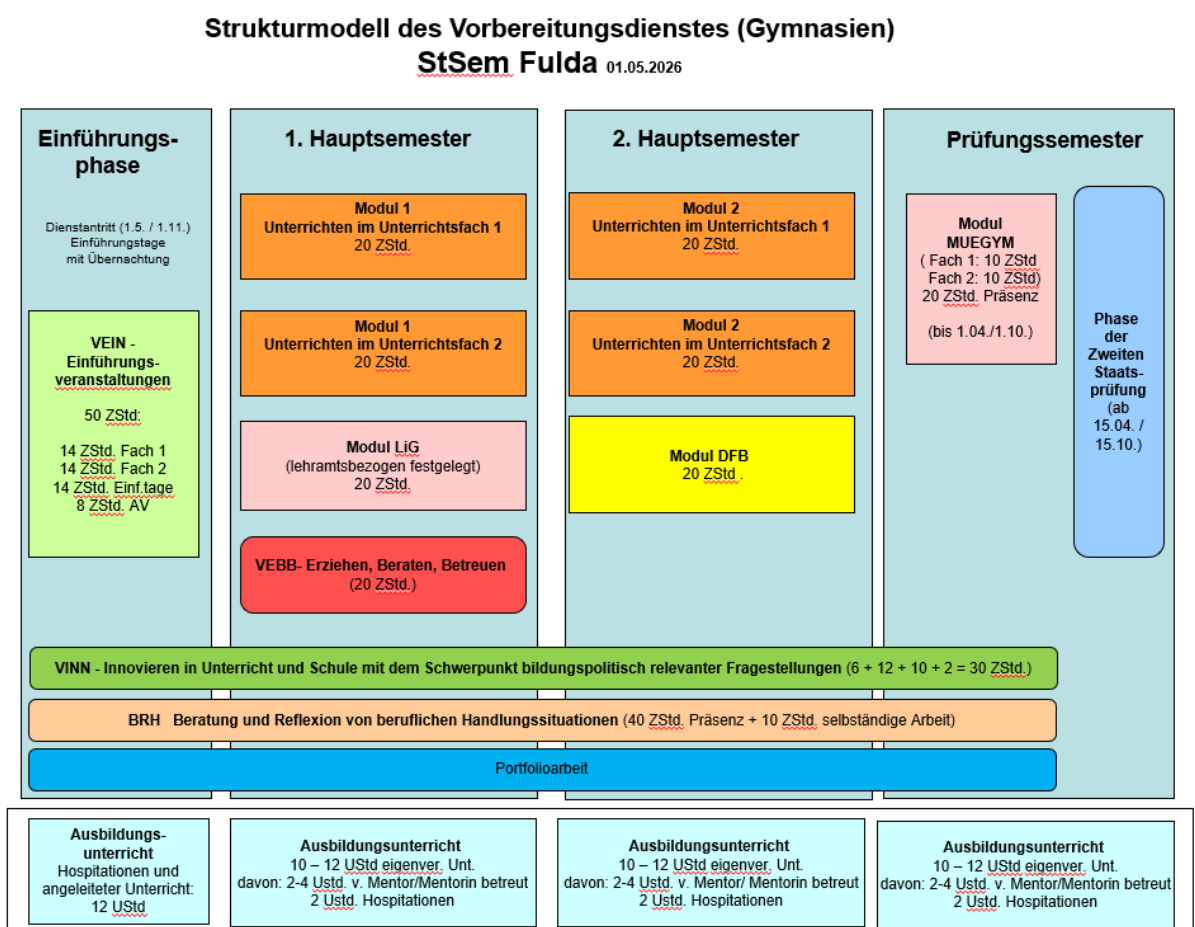 Strukturmodell des Vorbereitungsdienstes (Gymnasien)
StSem Fulda 01.05.2026
Einführungs-
phase
Dienstantritt (1.5. / 1.11.)
Einführungstage
mit Übernachtung
VEIN -
Einführungs-
veranstaltungen
50 ZStd:
14 ZStd. Fach 1
14 ZStd. Fach 2
14 ZStd. Einf.tage
8 ZStd. AV
1. Hauptsemester
Modul 1
Unterrichten im Unterrichtsfach 1
20 ZStd.
Modul 1
Unterrichten im Unterrichtsfach 2
20 ZStd.
Modul LiG
(lehramtsbezogen festgelegt)
20 ZStd.
VEBB- Erziehen, Beraten, Betreuen
(20 ZStd.)
2. Hauptsemester
Modul 2
Unterrichten im Unterrichtsfach 1
20 ZStd.
Modul 2
Unterrichten im Unterrichtsfach 2
20 ZStd.
Modul DFB
20 ZStd .
Prüfungssemester
Modul
MUEGYM
( Fach 1: 10 ZStd
Fach 2: 10 ZStd)
20 ZStd. Präsenz
(bis 1.04./1.10.)
Phase
der
Zweiten
Staats-
prüfung
(ab
15.04. /
15.10.)
VINN - Innovieren in Unterricht und Schule mit dem Schwerpunkt bildungspolitisch relevanter Fragestellungen (6 + 12 + 10 + 2 = 30 ZStd.)
BRH Beratung und Reflexion von beruflichen Handlungssituationen (40 ZStd. Präsenz + 10 ZStd. selbständige Arbeit)
Portfolioarbeit
Ausbildungs-
unterricht
Hospitationen und
angeleiteter Unterricht:
12 UStd
Ausbildungsunterricht
10 – 12 UStd eigenver. Unt.
davon: 2-4 Ustd. v. Mentor/Mentorin betreut
2 Ustd. Hospitationen
Ausbildungsunterricht
10 – 12 UStd eigenver. Unt.
davon: 2-4 Ustd. v. Mentor/ Mentorin betreut
2 Ustd. Hospitationen
Ausbildungsunterricht
10 – 12 UStd eigenver. Unt.
davon: 2-4 Ustd. v. Mentor/Mentorin betreut
2 Ustd. Hospitationen